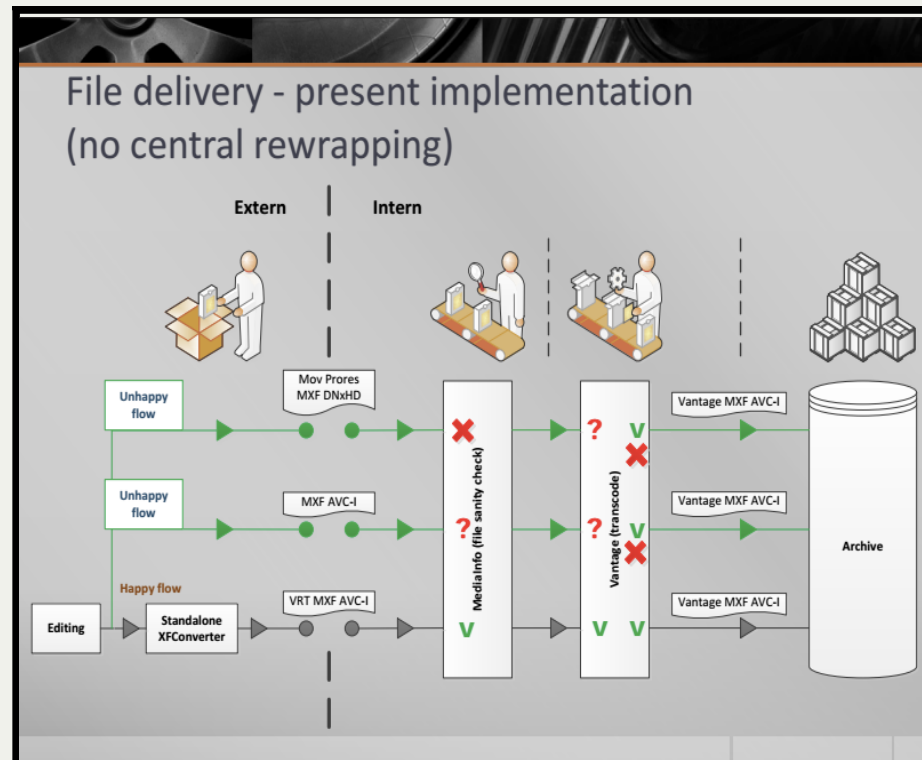 File delivery - present implementation
(no central rewrapping)
Extern
Intern
Mov Prores
MXF DNxHD
Unhappy
flow
Vantage MXF AVC-I
? v
Unhappy
flow
MXF AVC-I
Vantage MXF AVC-I
? ? v
MediaInfo (file sanity check)
Vantage (transcode)
Archive
Happy flow
VRT MXF AVC-I
Vantage MXF AVC-I
Editing
Standalone
XFConverter
v v v